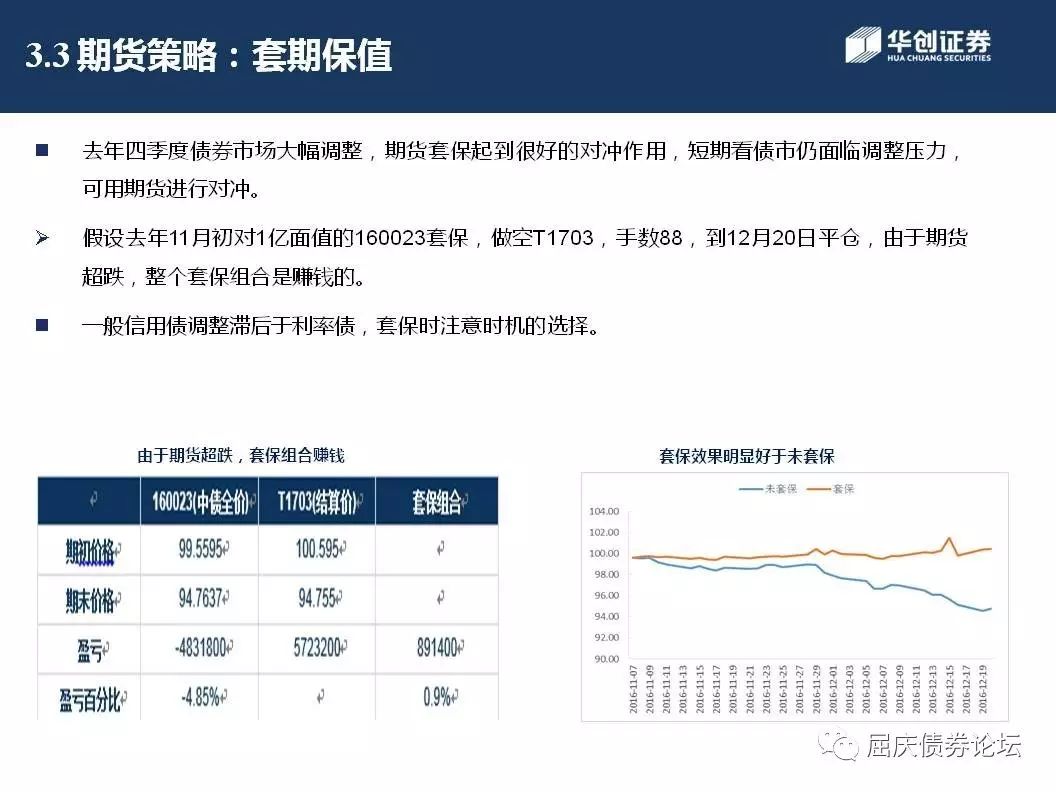 3.3 期货策略：套期保值
华创证券
HUA CHUANG SECURITIES
去年四季度债券市场大幅调整，期货套保起到很好的对冲作用，短期看债市仍面临调整压力，
可用期货进行对冲。
假设去年11月初对1亿面值的160023套保，做空T1703，手数88，到12月20日平仓，由于期货
超跌，整个套保组合是赚钱的。
一般信用债调整滞后于利率债，套保时注意时机的选择。
由于期货超跌，套保组合赚钱
160023(中债全价) T1703(结算价) 套保组合
期初价格 99.5595 100.595
期末价格 94.7637 94.755
盈亏 -4831800 5723200 891400
盈亏百分比 -4.85% 0.9%
套保效果明显好于未套保
未套保 套保
104.00
102.00
100.00
98.00
96.00
94.00
92.00
90.00
2016-11-07
2016-11-09
2016-11-11
2016-11-13
2016-11-15
2016-11-17
2016-11-19
2016-11-21
2016-11-23
2016-11-25
2016-11-27
2016-11-29
2016-12-01
2016-12-03
2016-12-05
2016-12-07
2016-12-09
2016-12-11
2016-12-13
2016-12-15
2016-12-17
2016-12-19
屈庆债券论坛